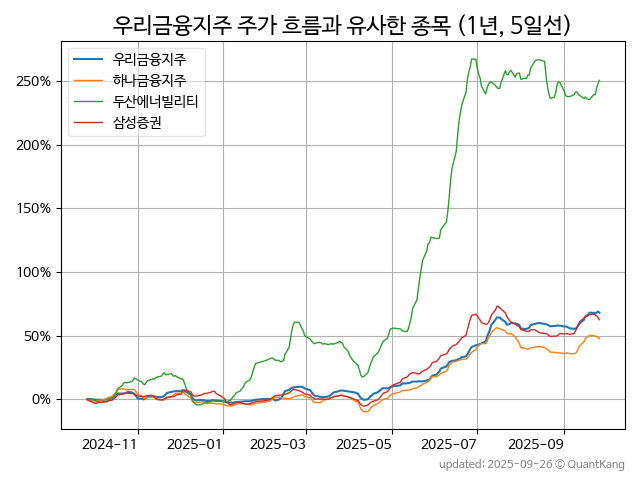 우리금융지주 주가 흐름과 유사한 종목 (1년, 5일선)
우리금융지주
하나금융지주
두산에너빌리티
삼성증권
250%
200%
150%
100%
50%
0%
2024-11 2025-01 2025-03 2025-05 2025-07 2025-09
updated: 2025-09-26 © QuantKang